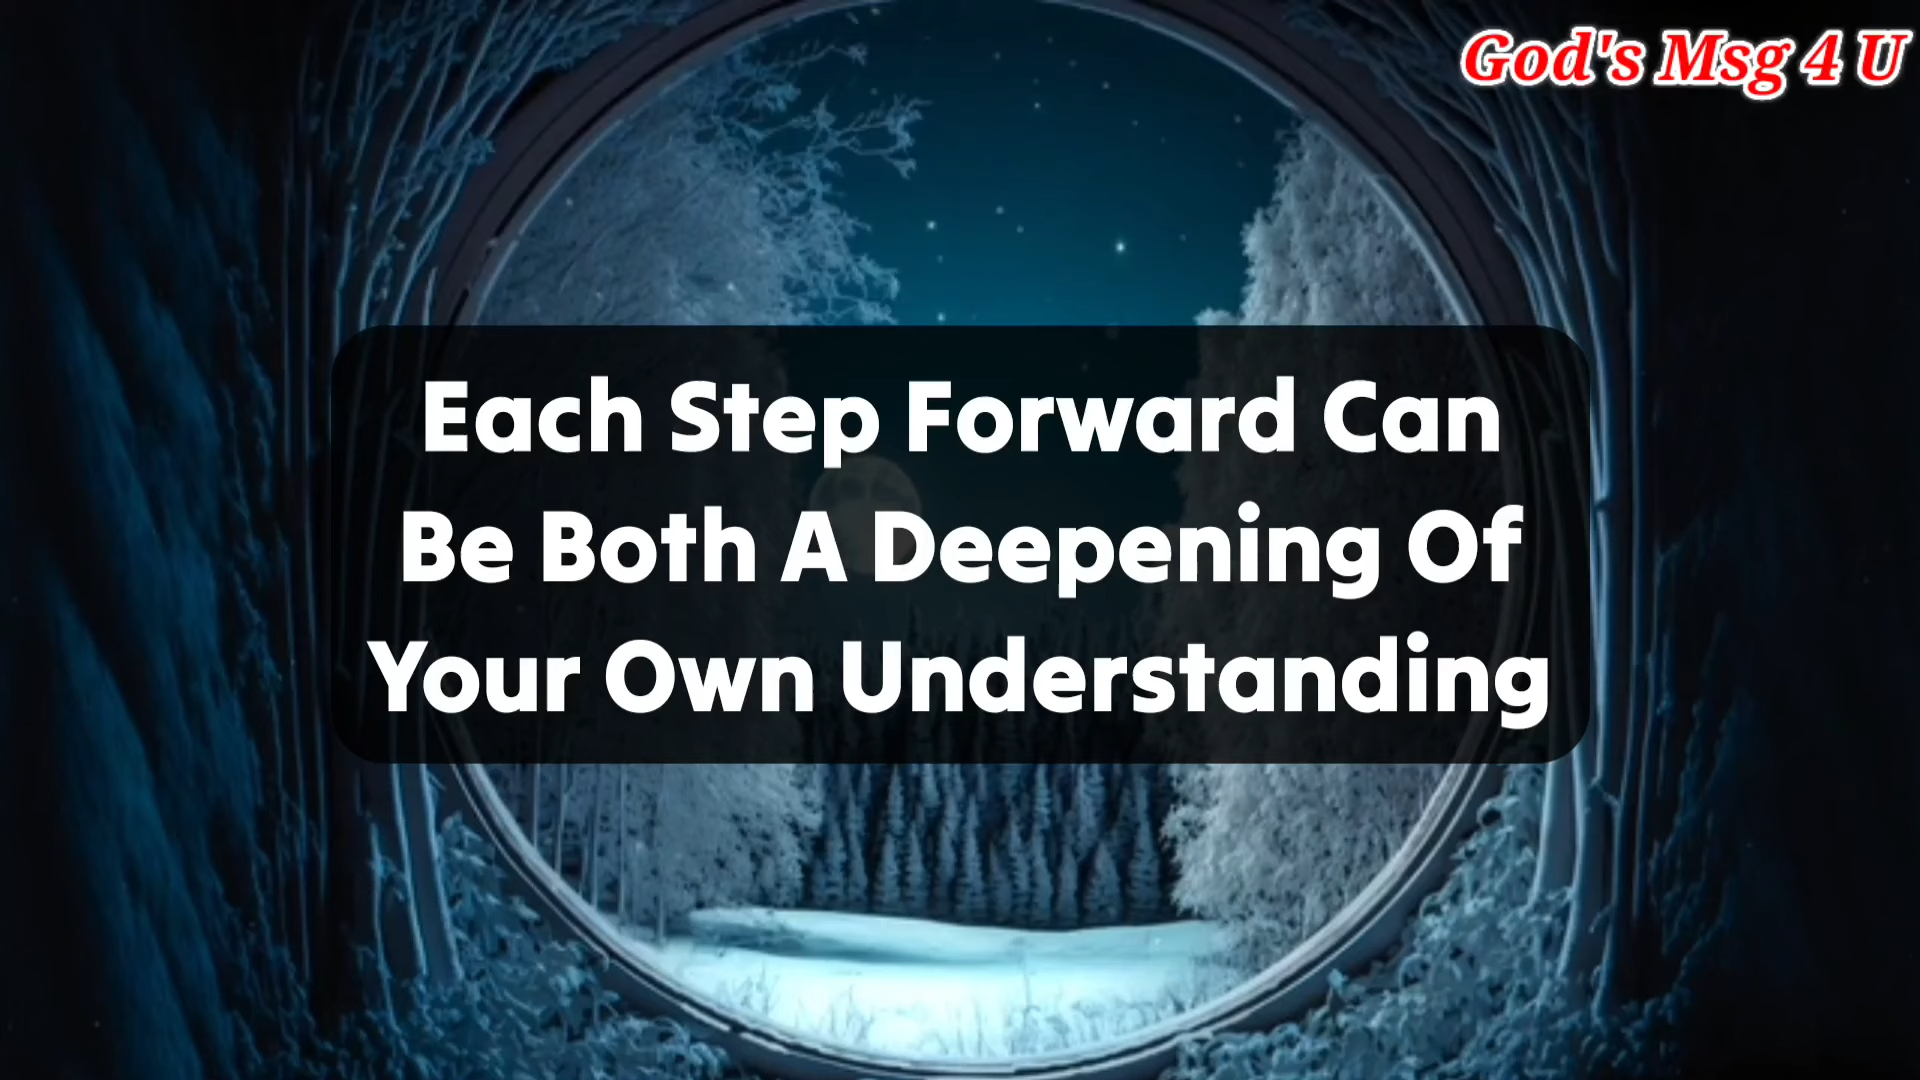 God's Msg 4 U
Each Step Forward Can
Be Both A Deepening Of
Your Own Understanding